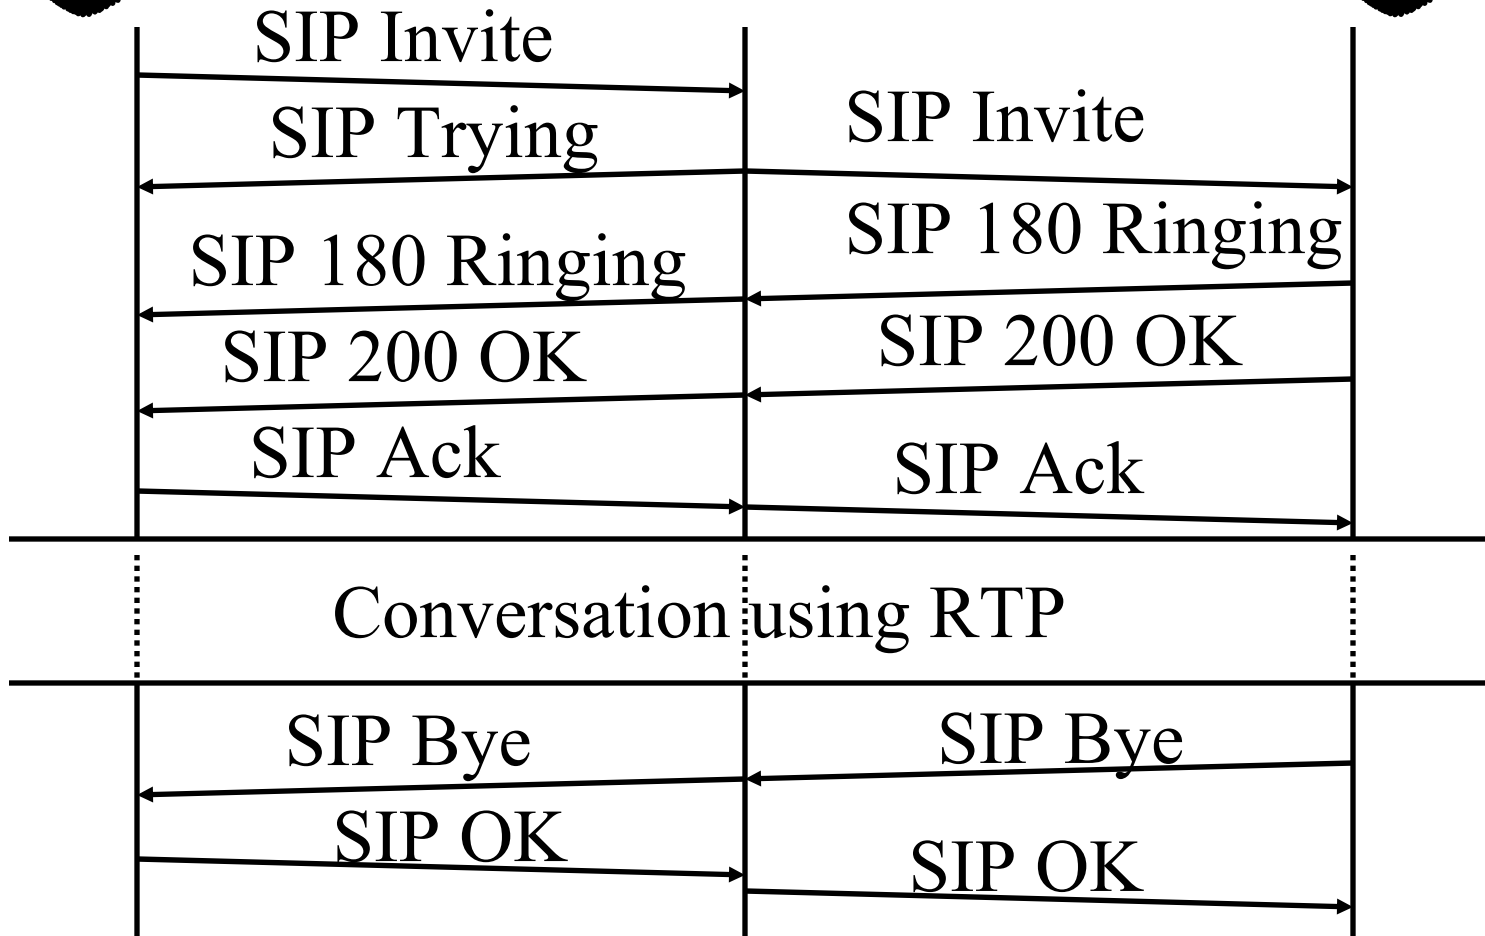 SIP Invite
SIP Trying
SIP Invite
SIP 180 Ringing
SIP 180 Ringing
SIP 200 OK
SIP 200 OK
SIP Ack
SIP Ack
Conversation using RTP
SIP Bye
SIP Bye
SIP OK
SIP OK